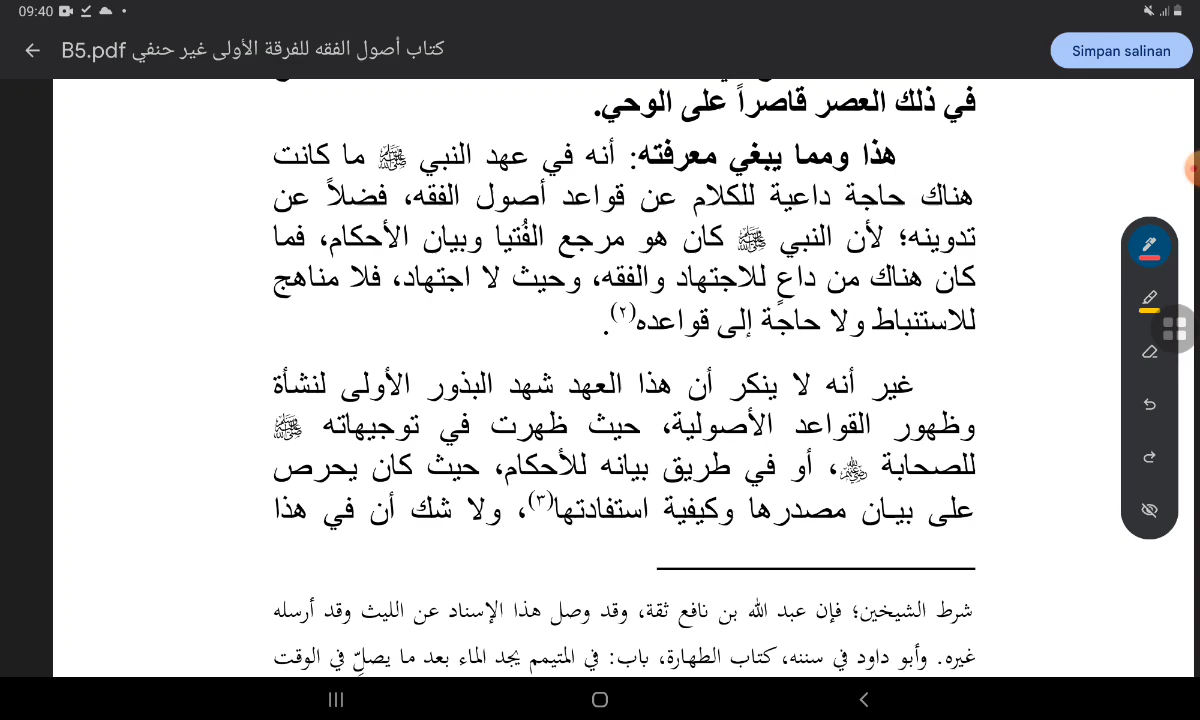 09:40
كتاب أصول الفقه للفرقة الأولى غير حنفي B5.pdf
Simpan salinan
في ذلك العصر قاصراً على الوحي.
هذا ومما يبغي معرفته: أنه في عهد النبي ﷺ ما كانت
هناك حاجة داعية للكلام عن قواعد أصول الفقه، فضلاً عن
تدوينه؛ لأن النبي ﷺ كان هو مرجع الفُتيا وبيان الأحكام، فما
كان هناك من داعٍ للاجتهاد والفقه، وحيث لا اجتهاد، فلا مناهج
للاستنباط ولا حاجة إلى قواعده(٢).
غير أنه لا ينكر أن هذا العهد شهد البذور الأولى لنشأة
وظهور القواعد الأصولية، حيث ظهرت في توجيهاته ﷺ
للصحابة ﷺ، أو في طريق بيانه للأحكام، حيث كان يحرص
على بيـان مصدرها وكيفية استفادتها(٣)، ولا شك أن في هذا
شرط الشيخين؛ فإن عبد الله بن نافع ثقة، وقد وصل هذا الإسناد عن الليث وقد أرسله
غيره. وأبو داود في سننه، كتاب الطهارة، باب: في المتيمم يجد الماء بعد ما يصلّي في الوقت